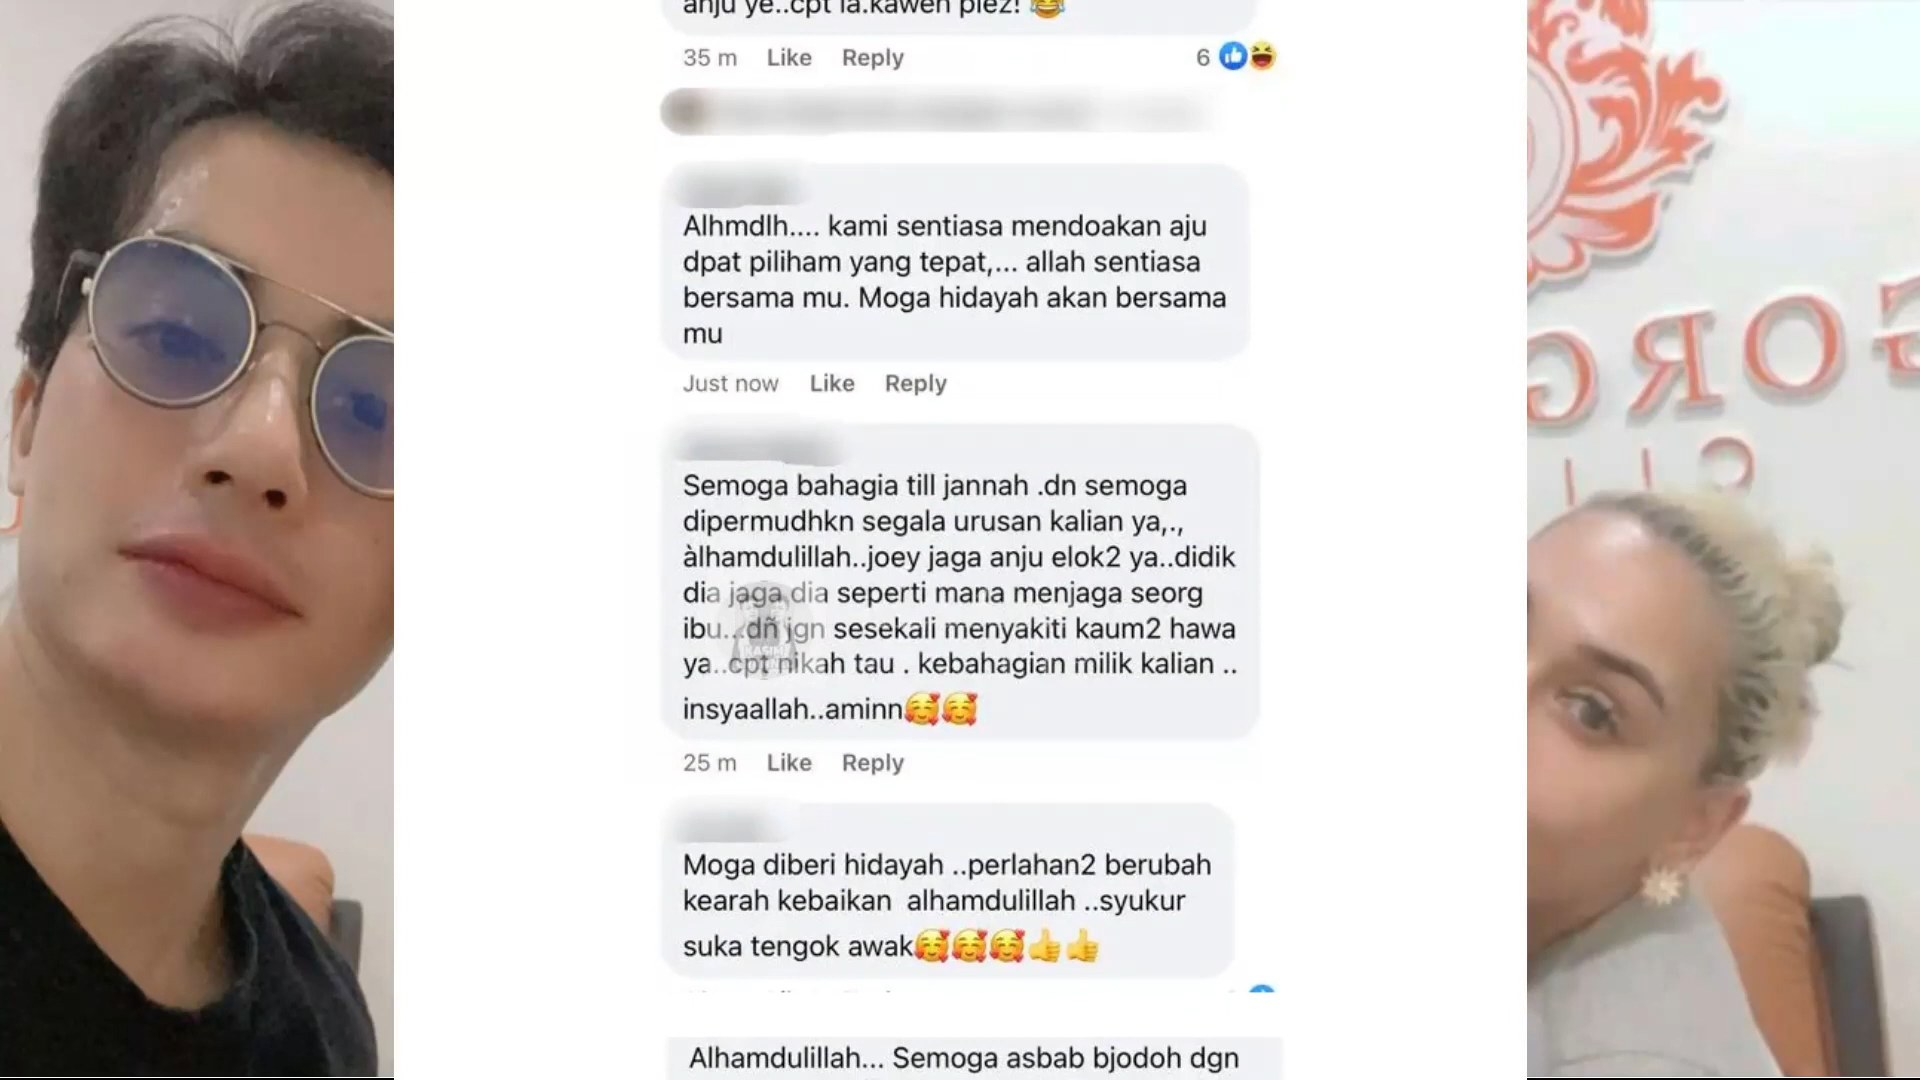 anju ye..cpt la.kaweh plez! 😂
35 m Like Reply 6
Alhmdlh.... kami sentiasa mendoakan aju
dpat piliham yang tepat,... allah sentiasa
bersama mu. Moga hidayah akan bersama
mu
Just now Like Reply
Semoga bahagia till jannah .dn semoga
dipermudhkn segala urusan kalian ya,.,
àlhamdulillah..joey jaga anju elok2 ya..didik
dia jaga dia seperti mana menjaga seorg
ibu...dñ jgn sesekali menyakiti kaum2 hawa
ya..cpt nikah tau . kebahagian milik kalian ..
insyaallah..aminn🥰🥰
25 m Like Reply
Moga diberi hidayah ..perlahan2 berubah
kearah kebaikan alhamdulillah ..syukur
suka tengok awak🥰🥰🥰👍👍
Alhamdulillah... Semoga asbab bjodoh dgn
KASIM
GORG